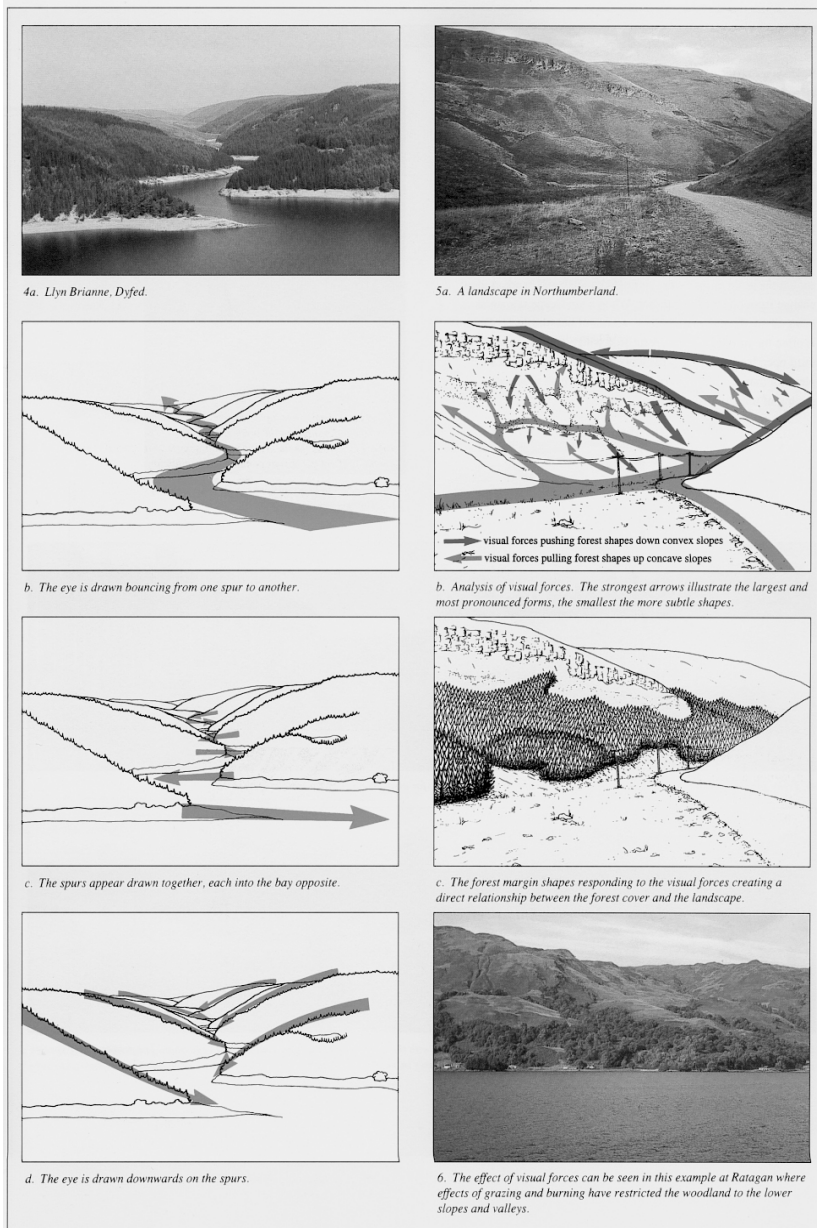 4a. Llyn Brianne, Dyfed.
b. The eye is drawn bouncing from one spur to another.
c. The spurs appear drawn together, each into the bay opposite.
d. The eye is drawn downwards on the spurs.
5a. A landscape in Northumberland.
visual forces pushing forest shapes down convex slopes
visual forces pulling forest shapes up concave slopes
b. Analysis of visual forces. The strongest arrows illustrate the largest and
most pronounced forms, the smallest the more subtle shapes.
c. The forest margin shapes responding to the visual forces creating a
direct relationship between the forest cover and the landscape.
6. The effect of visual forces can be seen in this example at Ratagan where
effects of grazing and burning have restricted the woodland to the lower
slopes and valleys.